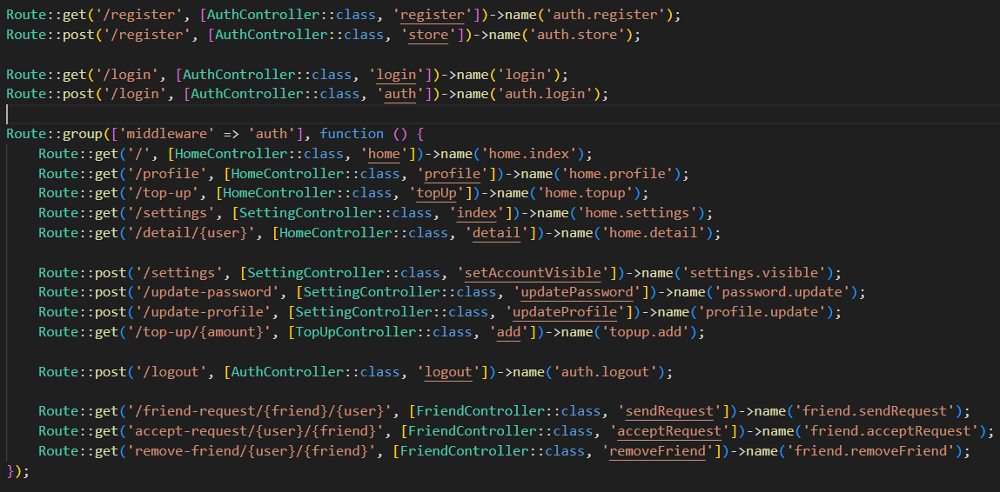 Route::get('/register', [AuthController::class, 'register'])->name('auth.register');
Route::post('/register', [AuthController::class, 'store'])->name('auth.store');
Route::get('/login', [AuthController::class, 'login'])->name('login');
Route::post('/login', [AuthController::class, 'auth'])->name('auth.login');
Route::group(['middleware' => 'auth'], function () {
    Route::get('/', [HomeController::class, 'home'])->name('home.index');
    Route::get('/profile', [HomeController::class, 'profile'])->name('home.profile');
    Route::get('/top-up', [HomeController::class, 'topUp'])->name('home.topup');
    Route::get('/settings', [SettingController::class, 'index'])->name('home.settings');
    Route::get('/detail/{user}', [HomeController::class, 'detail'])->name('home.detail');
    Route::post('/settings', [SettingController::class, 'setAccountVisible'])->name('settings.visible');
    Route::post('/update-password', [SettingController::class, 'updatePassword'])->name('password.update');
    Route::post('/update-profile', [SettingController::class, 'updateProfile'])->name('profile.update');
    Route::get('/top-up/{amount}', [TopUpController::class, 'add'])->name('topup.add');
    Route::post('/logout', [AuthController::class, 'logout'])->name('auth.logout');
    Route::get('/friend-request/{friend}/{user}', [FriendController::class, 'sendRequest'])->name('friend.sendRequest');
    Route::get('accept-request/{user}/{friend}', [FriendController::class, 'acceptRequest'])->name('friend.acceptRequest');
    Route::get('remove-friend/{user}/{friend}', [FriendController::class, 'removeFriend'])->name('friend.removeFriend');
});